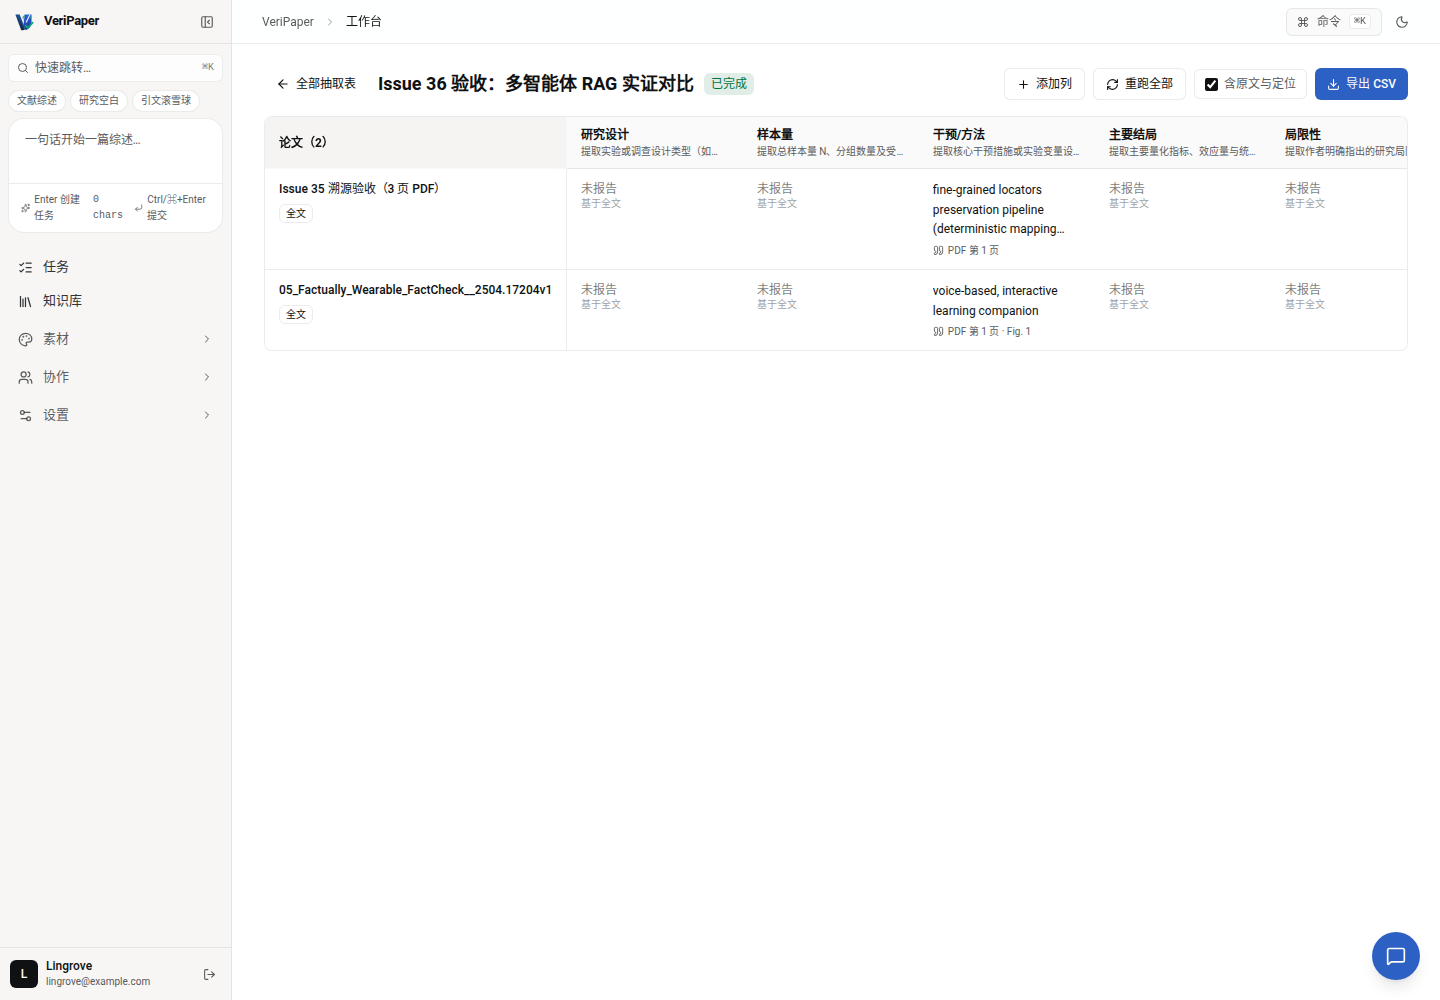 VeriPaper
快速跳转... ⌘K
文献综述 研究空白 引文滚雪球
一句话开始一篇综述...
Enter 创建任务 0 chars Ctrl/⌘+Enter 提交
任务
知识库
素材
协作
设置
Lingrove
L
lingrove@example.com
VeriPaper 工作台
⌘ 命令 ⌘K
全部抽取表 Issue 36 验收：多智能体 RAG 实证对比 已完成
添加列 重跑全部 含原文与定位 导出 CSV
论文（2） 研究设计 样本量 干预/方法 主要结局 局限性
提取实验或调查设计类型（如... 提取总样本量 N、分组数量及受... 提取核心干预措施或实验变量设... 提取主要量化指标、效应量与统... 提取作者明确指出的研究局
Issue 35 溯源验收（3 页 PDF）
全文
未报告
基于全文
未报告
基于全文
fine-grained locators
preservation pipeline
(deterministic mapping...
PDF 第 1 页
未报告
基于全文
未报告
基于全文
05_Factually_Wearable_FactCheck__2504.17204v1
全文
未报告
基于全文
未报告
基于全文
voice-based, interactive
learning companion
PDF 第 1 页 · Fig. 1
未报告
基于全文
未报告
基于全文